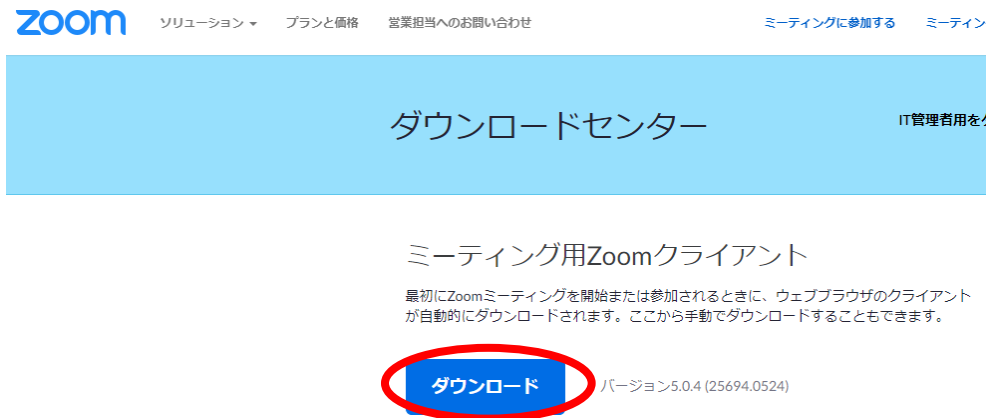 zoom ソリューション プランと価格 営業担当へのお問い合わせ ミーティングに参加する ミーティン
ダウンロードセンター
IT管理者用を
ミーティング用Zoomクライアント
最初にZoomミーティングを開始または参加されるときに、ウェブブラウザのクライアント
が自動的にダウンロードされます。ここから手動でダウンロードすることもできます。
ダウンロード バージョン5.0.4 (25694.0524)